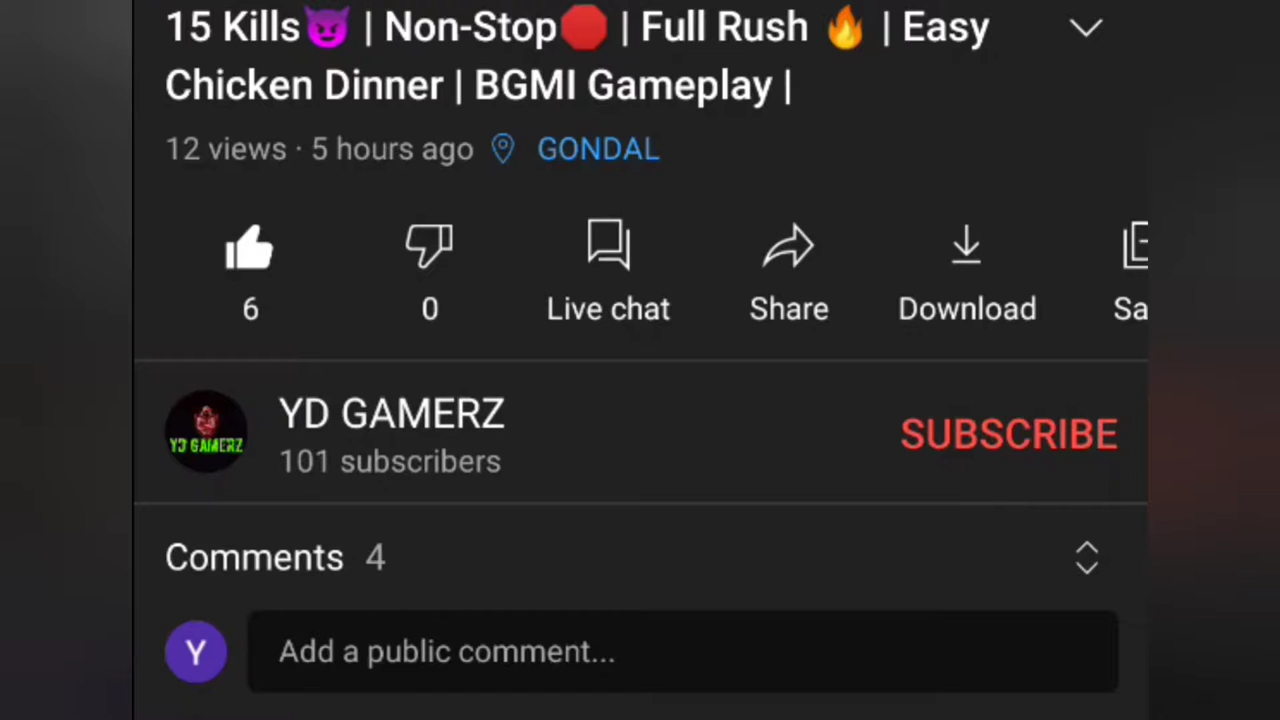 15 Kills😈 | Non-Stop🛑 | Full Rush 🔥 | Easy
Chicken Dinner | BGMI Gameplay |
12 views · 5 hours ago GONDAL
6 0 Live chat Share Download Sa
YD GAMERZ
101 subscribers
YD GAMERZ
SUBSCRIBE
Comments 4
Y
Add a public comment...